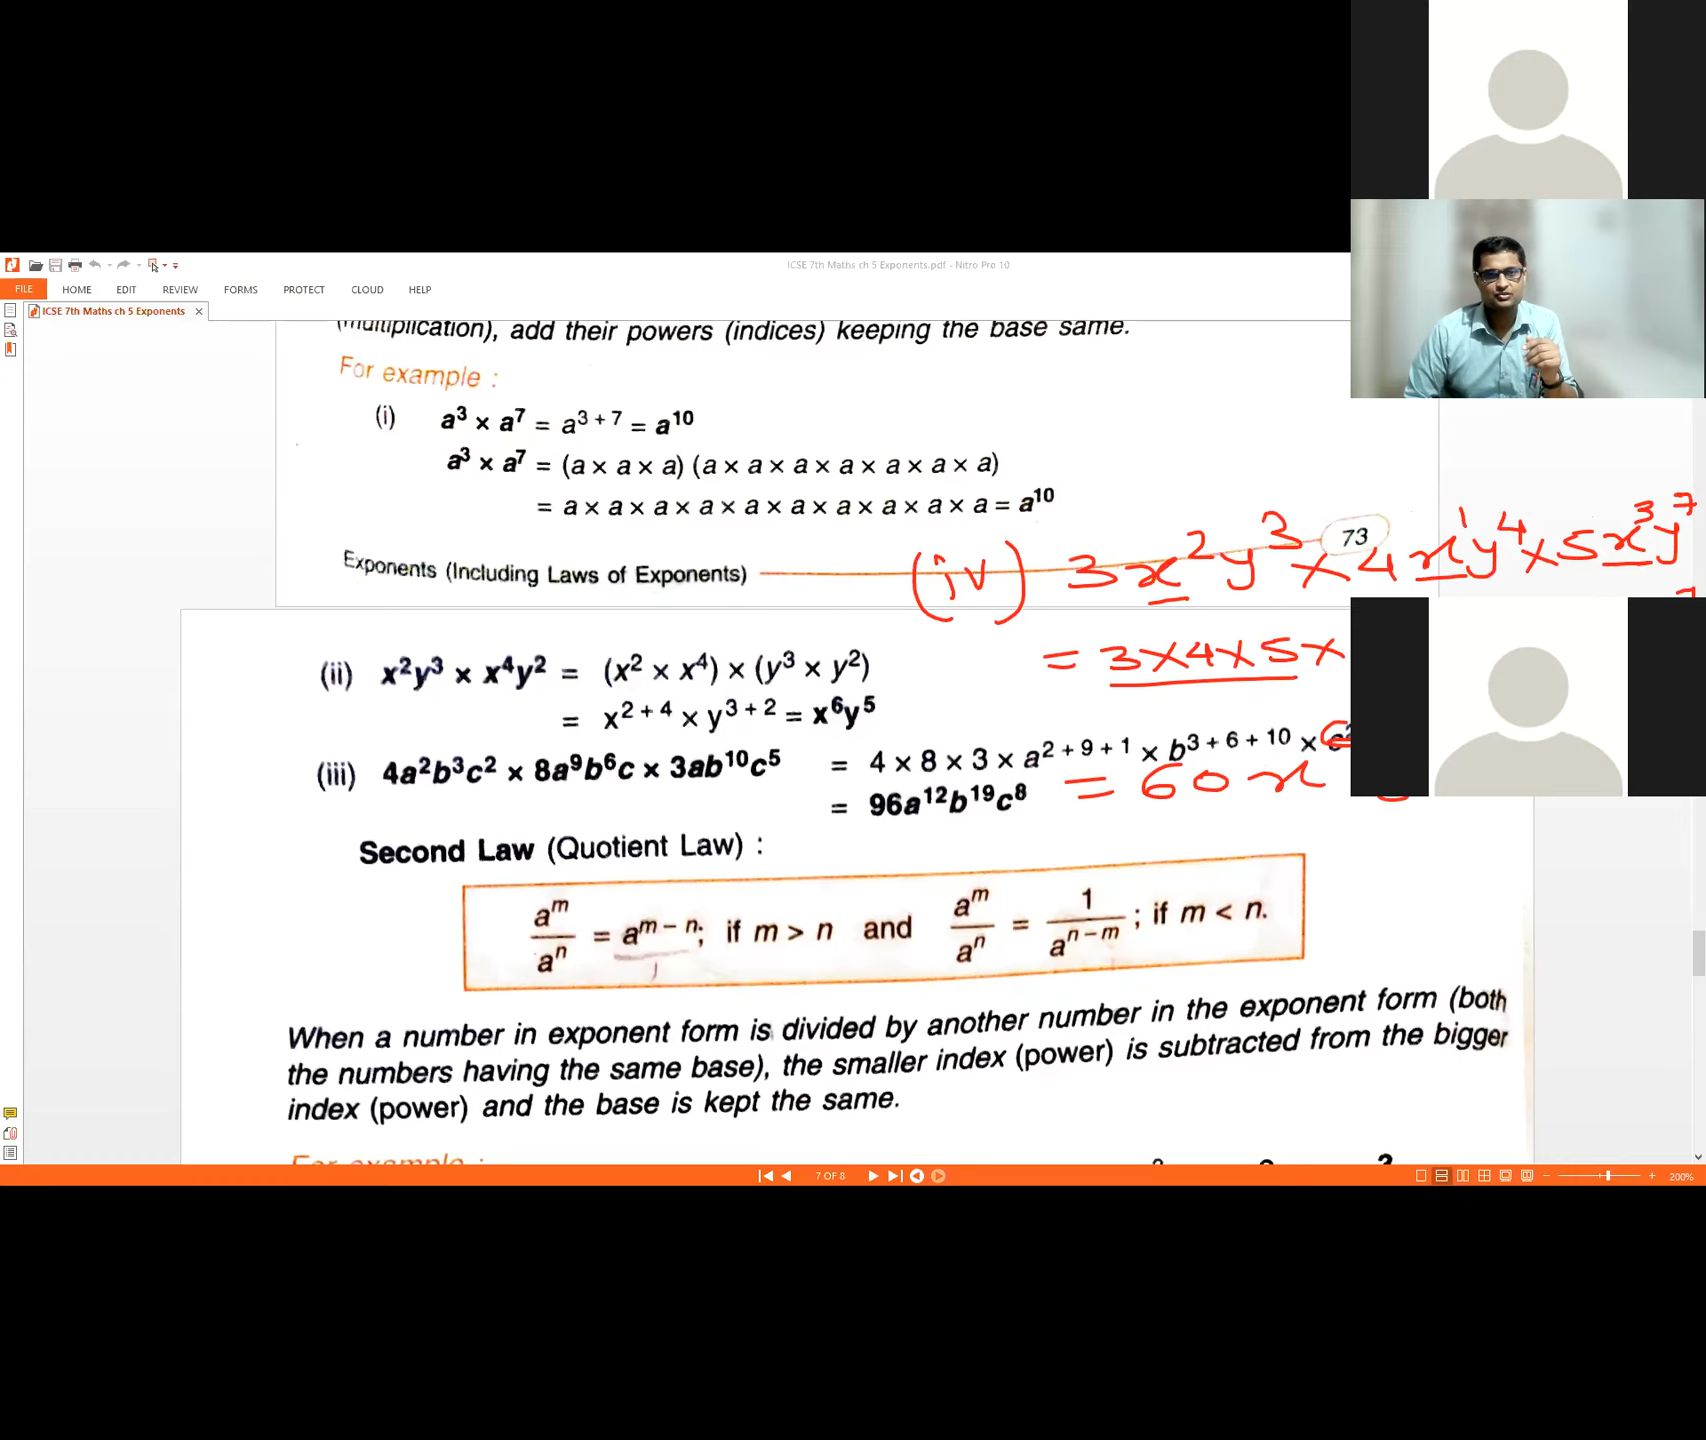 ICSE 7th Maths ch 5 Exponents.pdf - Nitro Pro 10
FILE HOME EDIT REVIEW FORMS PROTECT CLOUD HELP
ICSE 7th Maths ch 5 Exponents ×
(multiplication), add their powers (indices) keeping the base same.
For example :
(i) a³ × a⁷ = a³ ⁺ ⁷ = a¹⁰
a³ × a⁷ = (a × a × a) (a × a × a × a × a × a × a)
= a × a × a × a × a × a × a × a × a × a = a¹⁰
Exponents (Including Laws of Exponents) 73
(iv) 3x²y³ × 4x¹y⁴ × 5x³y⁷
= 3×4×5×
(ii) x²y³ × x⁴y² = (x² × x⁴) × (y³ × y²)
= x² ⁺ ⁴ × y³ ⁺ ² = x⁶y⁵
(iii) 4a²b³c² × 8a⁹b⁶c × 3ab¹⁰c⁵ = 4 × 8 × 3 × a² ⁺ ⁹ ⁺ ¹ × b³ ⁺ ⁶ ⁺ ¹⁰ ×
= 96a¹²b¹⁹c⁸
= 60x
Second Law (Quotient Law) :
aᵐ/aⁿ = aᵐ ⁻ ⁿ; if m > n and aᵐ/aⁿ = 1/aⁿ ⁻ ᵐ ; if m < n.
When a number in exponent form is divided by another number in the exponent form (both
the numbers having the same base), the smaller index (power) is subtracted from the bigger
index (power) and the base is kept the same.
For example :
7 OF 8
200%